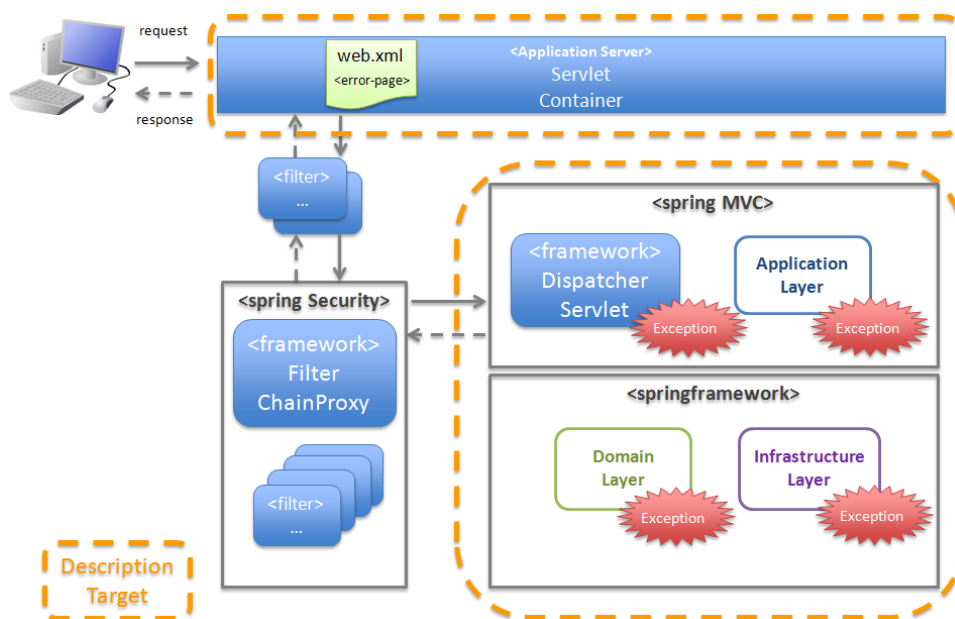 request
response
web.xml
<error-page>
<Application Server>
Servlet
Container
<filter>
...
<spring Security>
<framework>
Filter
ChainProxy
<filter>
...
<spring MVC>
<framework>
Dispatcher
Servlet
Exception
Application
Layer
Exception
<springframework>
Domain
Layer
Exception
Infrastructure
Layer
Exception
Description
Target